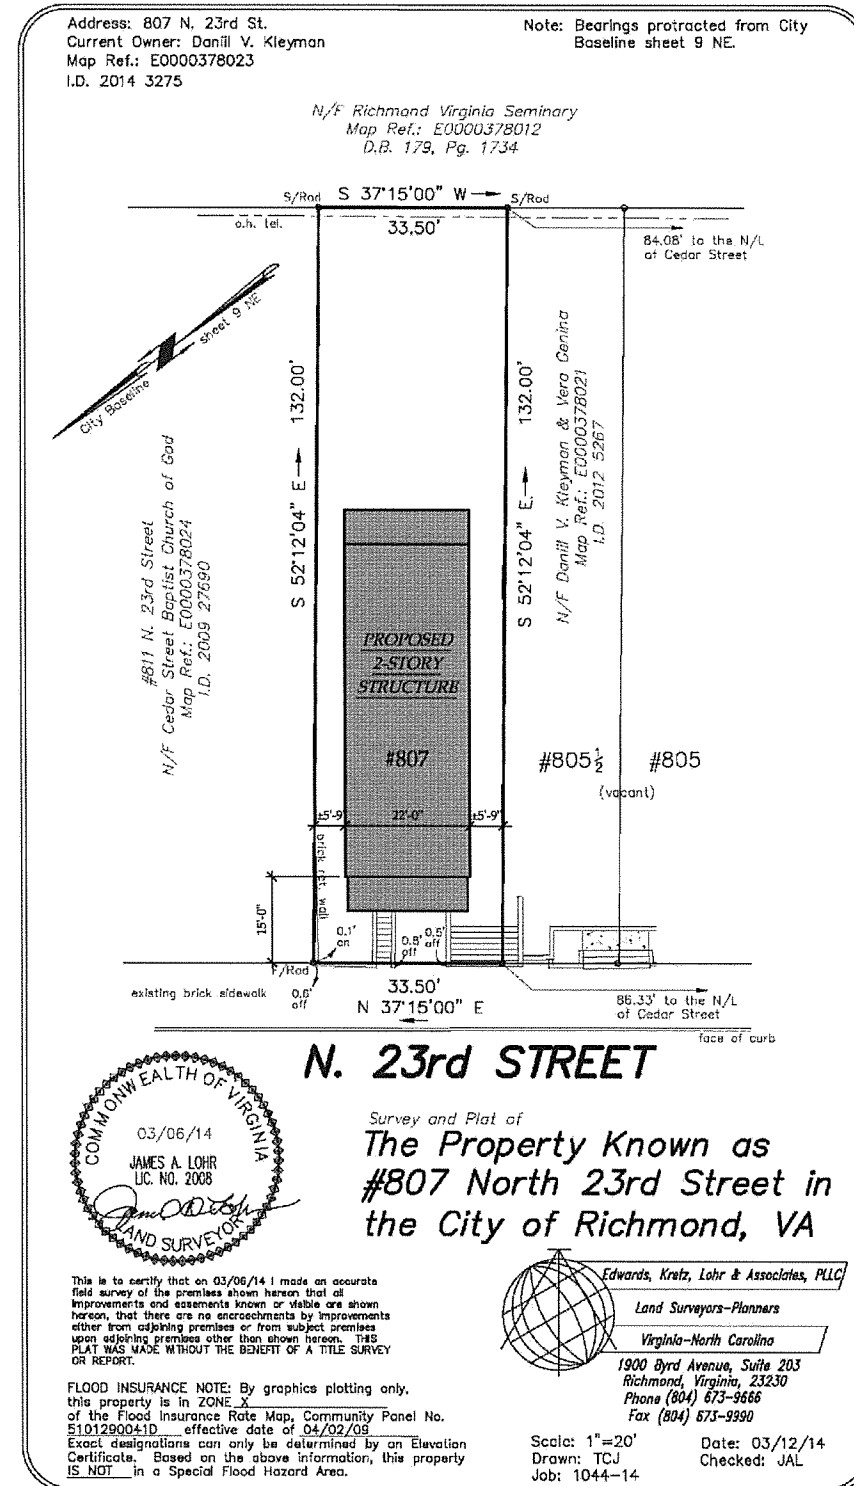 Address: 807 N. 23rd St.
Current Owner: Daniil V. Kleyman
Map Ref.: E0000378023
I.D. 2014 3275
Note: Bearings protracted from City
Baseline sheet 9 NE.
N/F Richmond Virginia Seminary
Map Ref.: E0000378012
D.B. 179, Pg. 1734
S/Rod
S 37°15'00" W
S/Rod
o.h. tel.
33.50'
84.08' to the N/L
of Cedar Street
City Baseline
sheet 9 NE
S 52°12'04" E
132.00'
S 52°12'04" E.
132.00'
N/F Daniil V. Kleyman & Vera Genina
Map Ref.: E0000378021
I.D. 2012 5267
#811 N. 23rd Street
N/F Cedar Street Baptist Church of God
Map Ref.: E0000378024
I.D. 2009 27690
PROPOSED
2-STORY
STRUCTURE
#807
#805½
#805
(vacant)
±5'-9"
22'-0"
±5'-9"
brick ret. wall
15'-0"
0.1'
on
0.8'
off
0.5'
off
F/Rod
existing brick sidewalk
0.6'
off
33.50'
N 37°15'00" E
86.33' to the N/L
of Cedar Street
face of curb
N. 23rd STREET
COMMONWEALTH OF VIRGINIA
03/06/14
JAMES A. LOHR
LIC. NO. 2008
LAND SURVEYOR
Survey and Plat of
The Property Known as
#807 North 23rd Street in
the City of Richmond, VA
This is to certify that on 03/06/14 I made an accurate
field survey of the premises shown hereon that all
improvements and easements known or visible are shown
hereon, that there are no encroachments by improvements
either from adjoining premises or from subject premises
upon adjoining premises other than shown hereon. THIS
PLAT WAS MADE WITHOUT THE BENEFIT OF A TITLE SURVEY
OR REPORT.
FLOOD INSURANCE NOTE: By graphics plotting only,
this property is in ZONE X
of the Flood Insurance Rate Map, Community Panel No.
5101290041D effective date of 04/02/09
Exact designations can only be determined by an Elevation
Certificate. Based on the above information, this property
IS NOT in a Special Flood Hazard Area.
Edwards, Kretz, Lohr & Associates, PLLC
Land Surveyors-Planners
Virginia-North Carolina
1900 Byrd Avenue, Suite 203
Richmond, Virginia, 23230
Phone (804) 673-9666
Fax (804) 673-9990
Scale: 1"=20'
Date: 03/12/14
Drawn: TCJ
Checked: JAL
Job: 1044-14